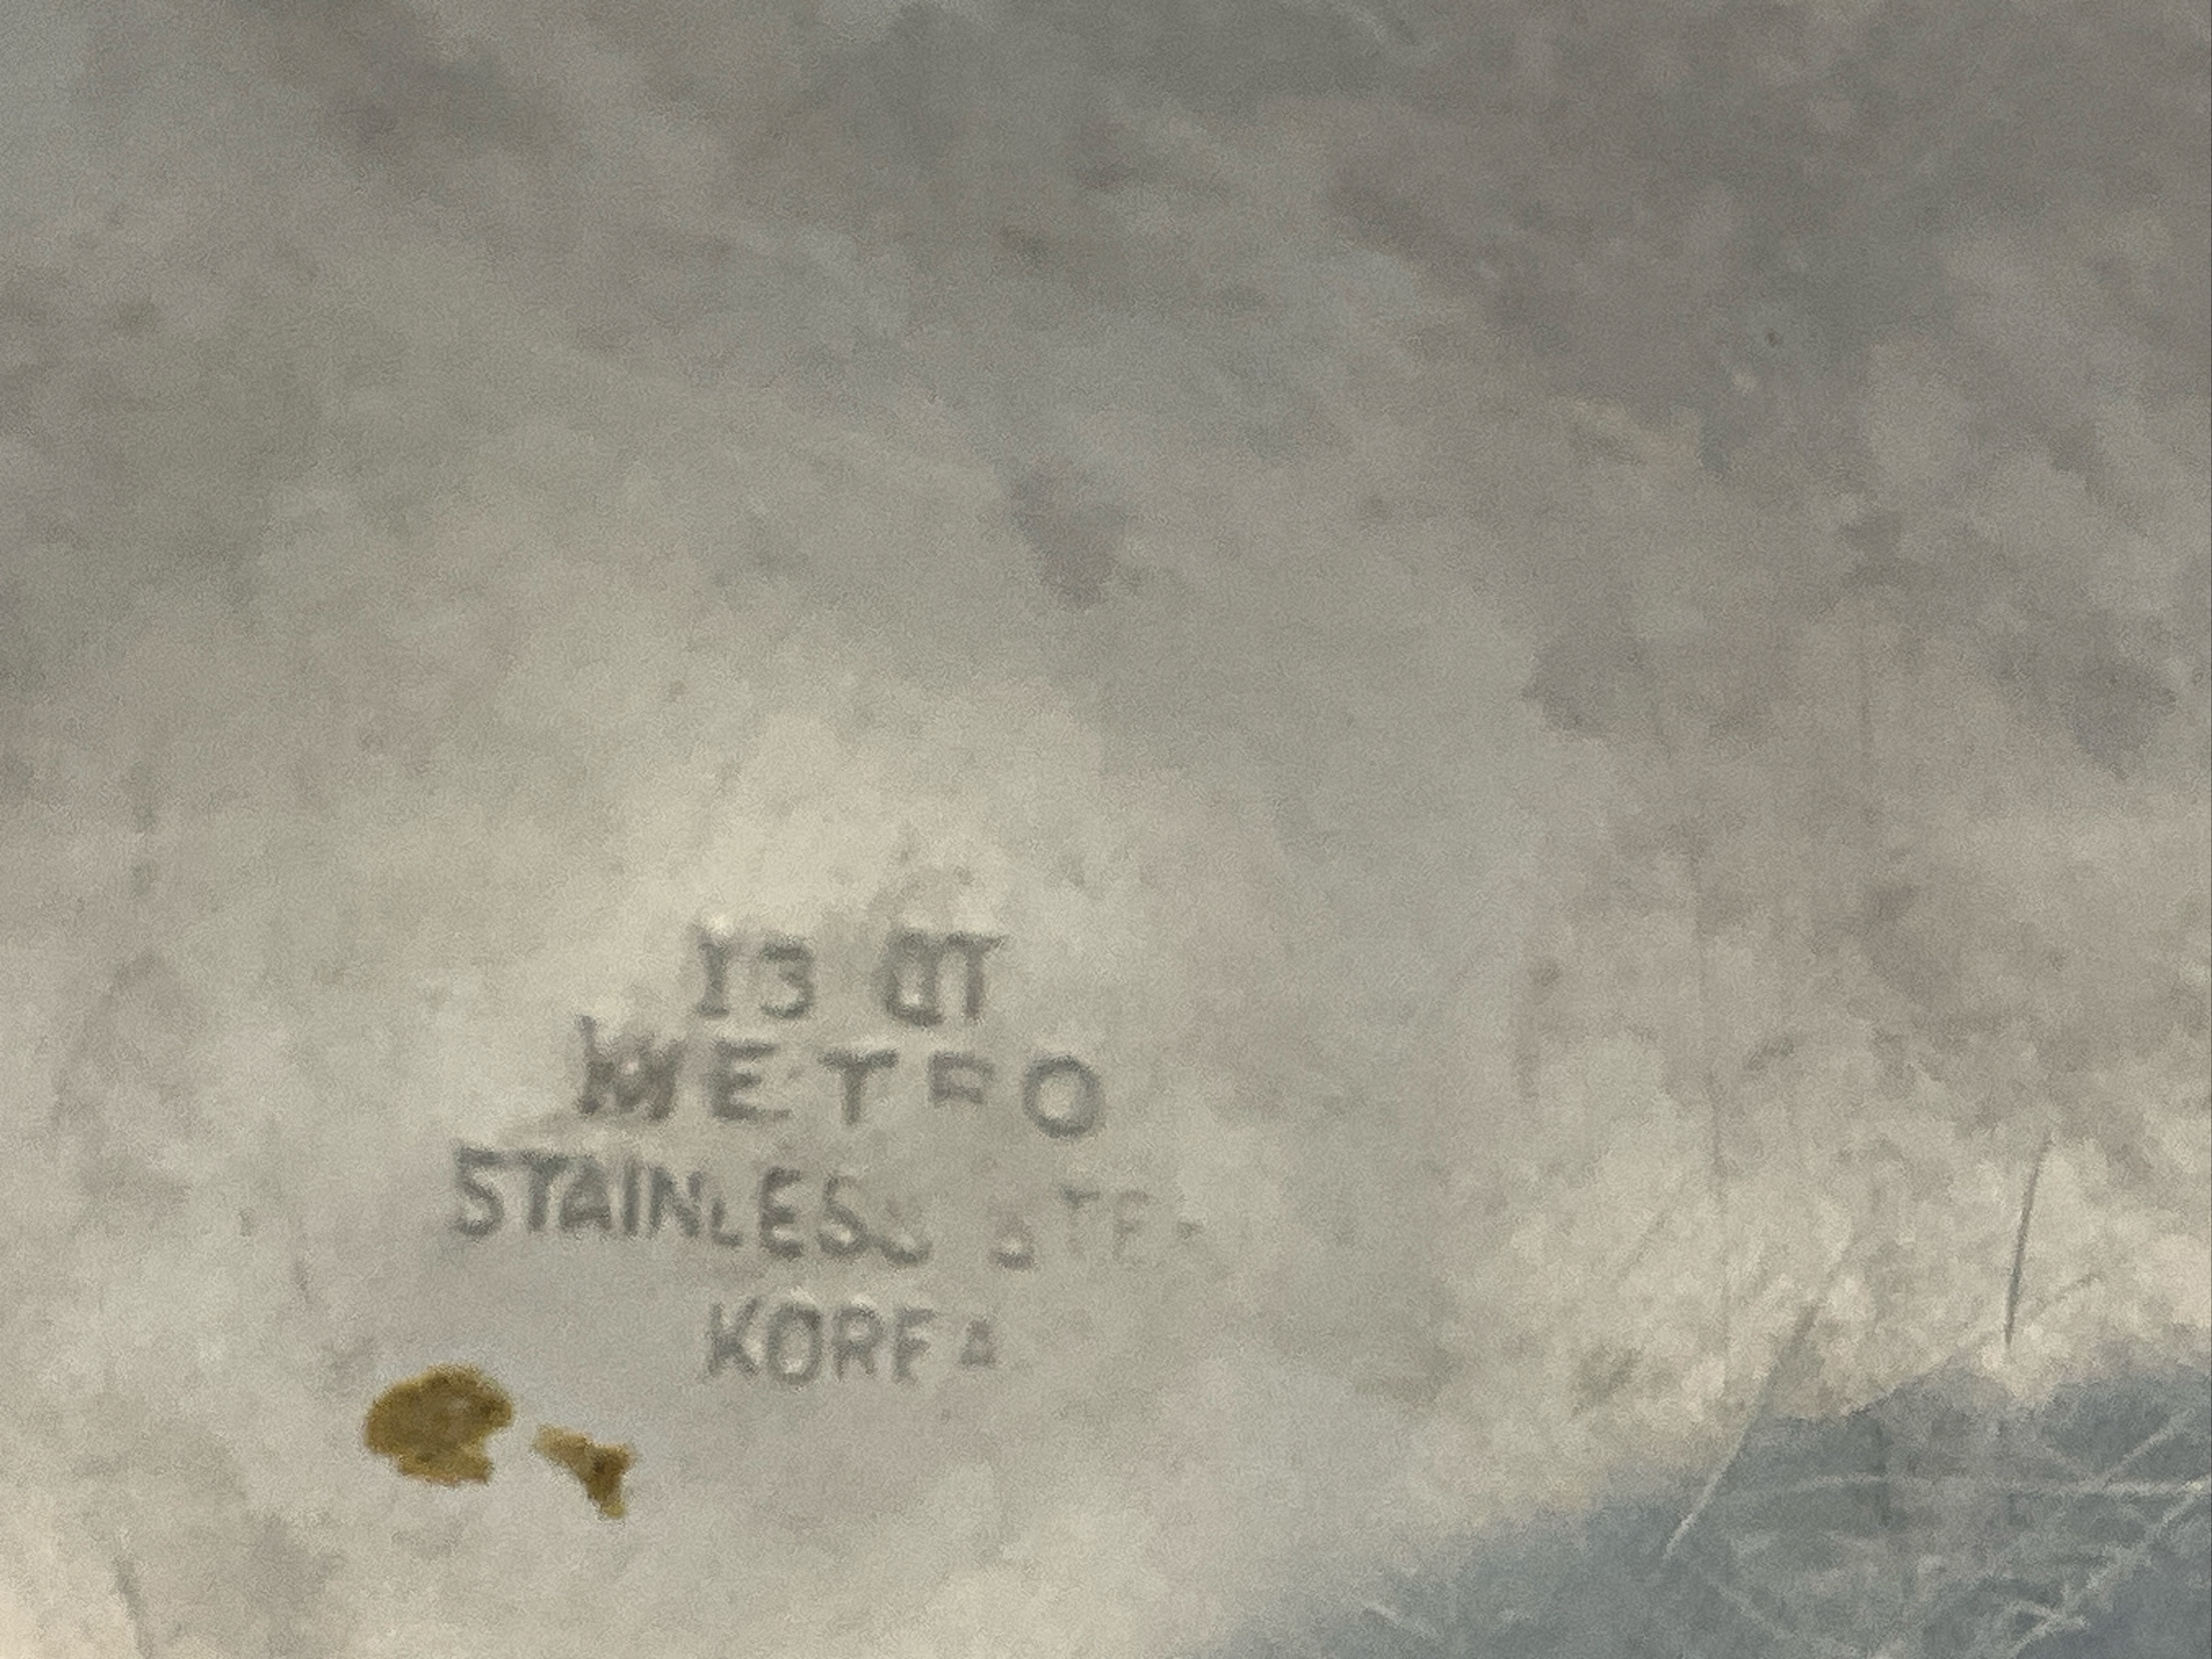 13 QT
METRO
STAINLESS STEEL
KOREA